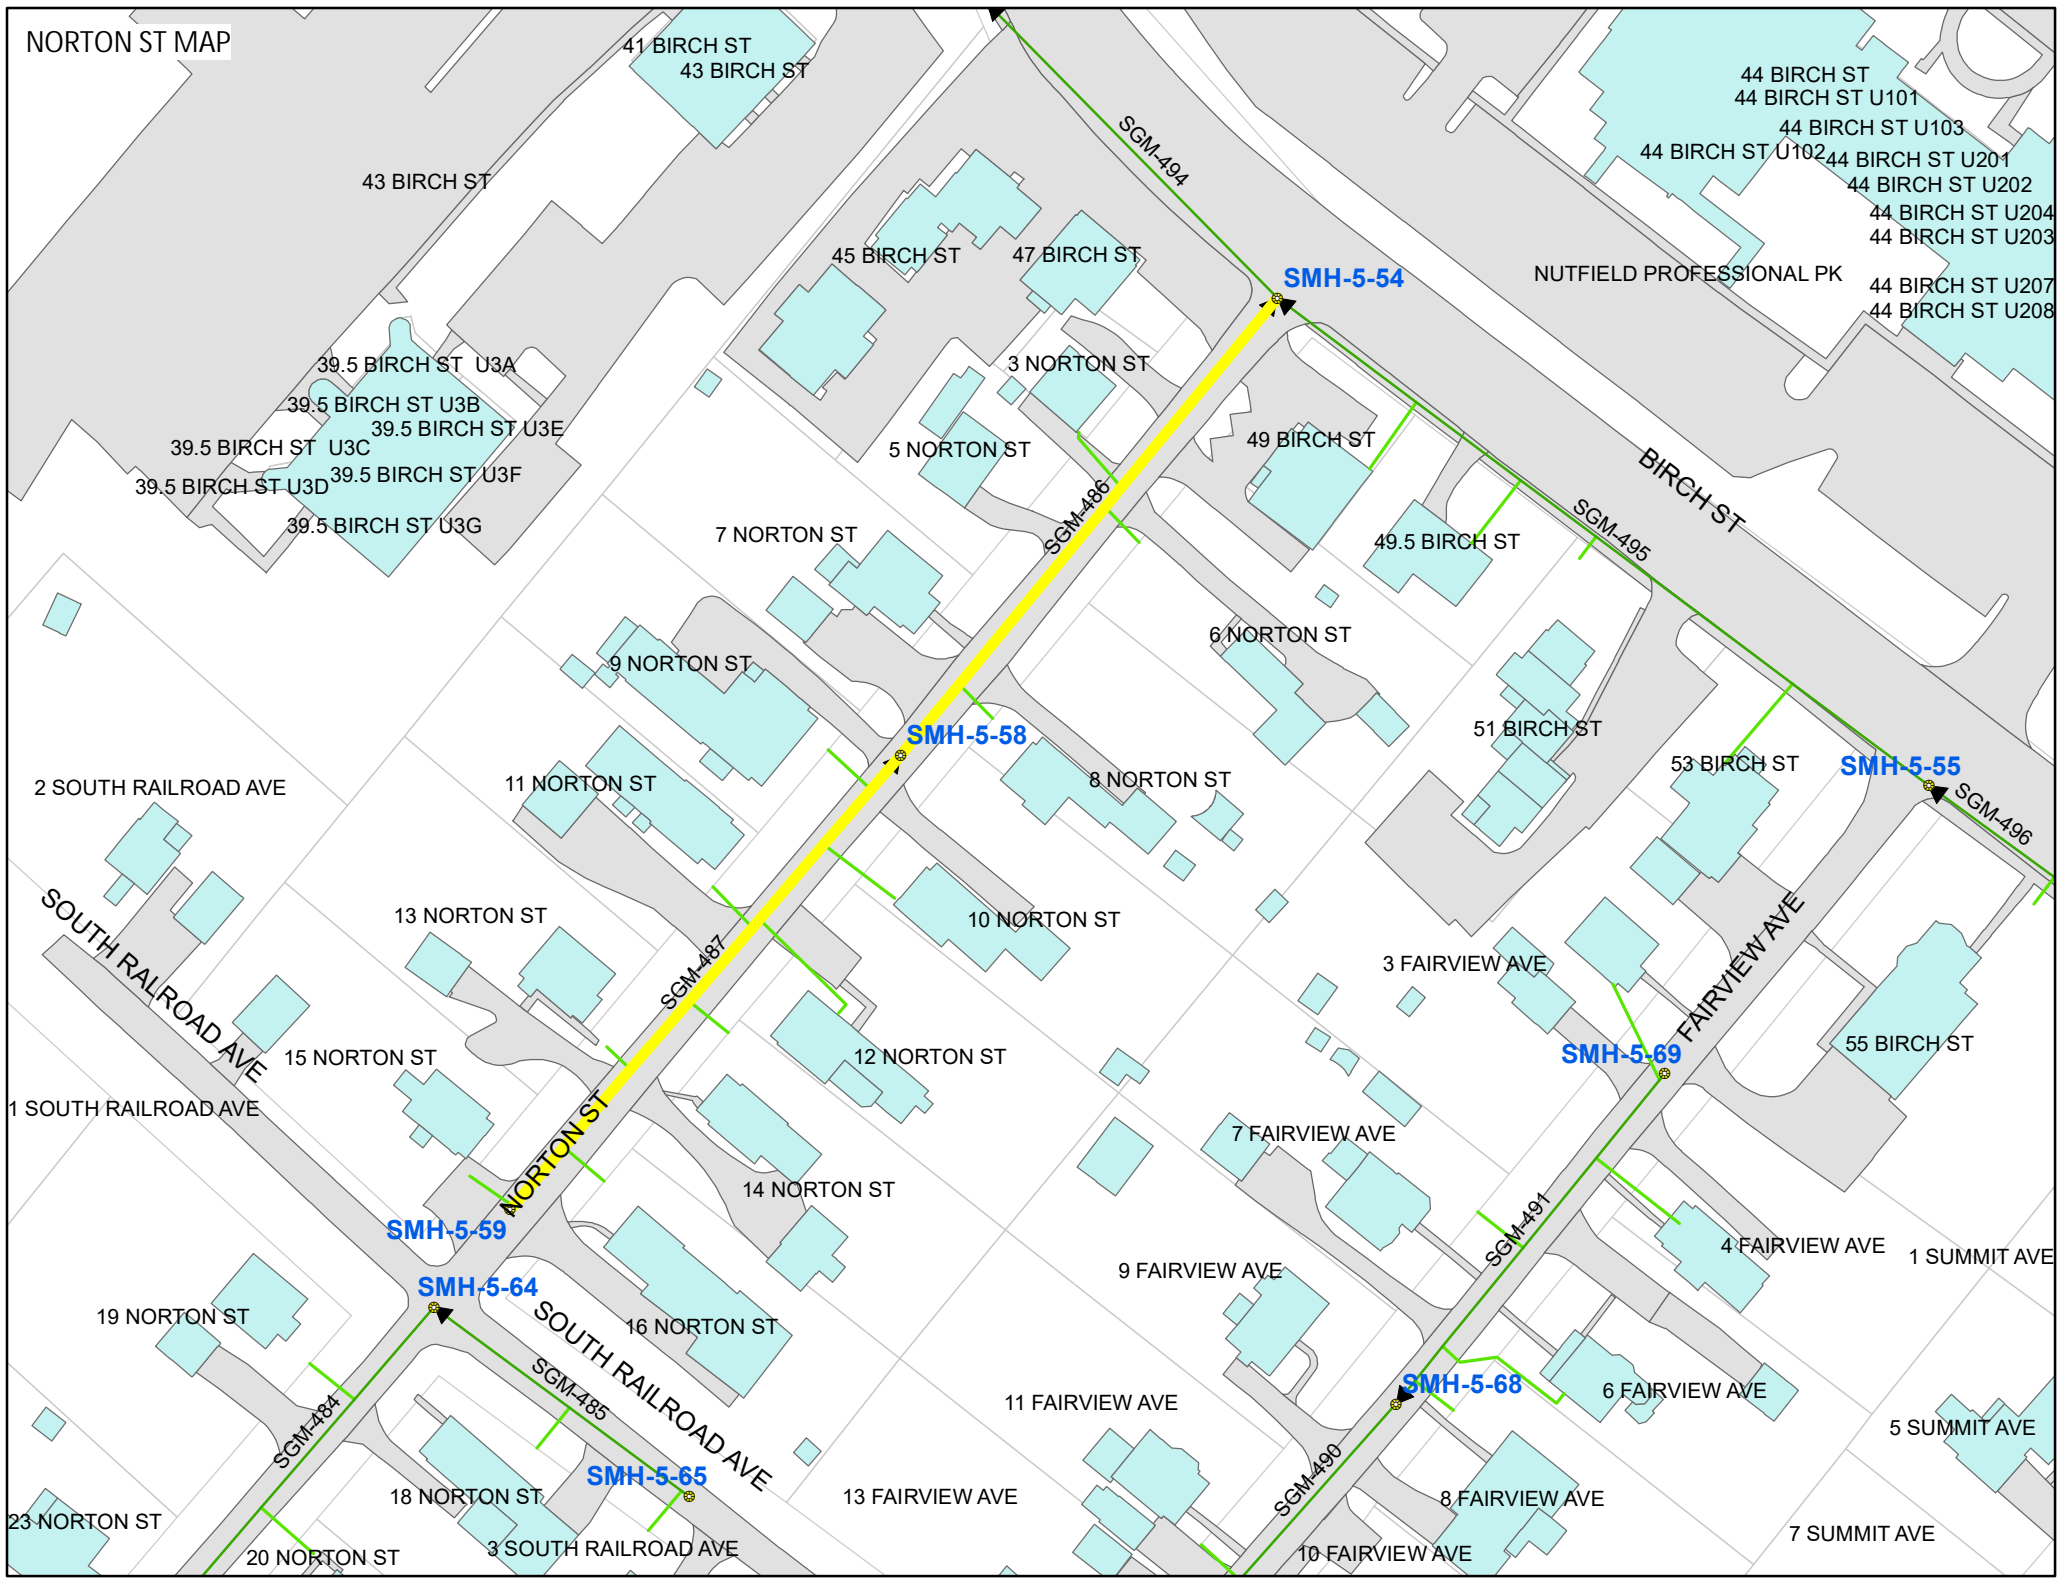 NORTON ST MAP
41 BIRCH ST
43 BIRCH ST
44 BIRCH ST
44 BIRCH ST U101
44 BIRCH ST U103
44 BIRCH ST U102
44 BIRCH ST U201
44 BIRCH ST U202
44 BIRCH ST U204
44 BIRCH ST U203
43 BIRCH ST
SGM-494
45 BIRCH ST
47 BIRCH ST
SMH-5-54
NUTFIELD PROFESSIONAL PK
44 BIRCH ST U207
44 BIRCH ST U208
39.5 BIRCH ST U3A
39.5 BIRCH ST U3B
39.5 BIRCH ST U3E
39.5 BIRCH ST U3C
39.5 BIRCH ST U3F
39.5 BIRCH ST U3D
39.5 BIRCH ST U3G
3 NORTON ST
5 NORTON ST
49 BIRCH ST
BIRCH ST
SGM-486
SGM-495
7 NORTON ST
49.5 BIRCH ST
6 NORTON ST
9 NORTON ST
51 BIRCH ST
SMH-5-58
53 BIRCH ST
SMH-5-55
2 SOUTH RAILROAD AVE
11 NORTON ST
8 NORTON ST
SGM-496
SOUTH RALROAD AVE
13 NORTON ST
10 NORTON ST
SGM-487
3 FAIRVIEW AVE
FAIRVIEW AVE
15 NORTON ST
12 NORTON ST
SMH-5-69
55 BIRCH ST
1 SOUTH RAILROAD AVE
NORTON ST
7 FAIRVIEW AVE
14 NORTON ST
SMH-5-59
SGM-491
4 FAIRVIEW AVE
1 SUMMIT AVE
9 FAIRVIEW AVE
SMH-5-64
19 NORTON ST
16 NORTON ST
SOUTH RAILROAD AVE
SGM-485
SGM-484
11 FAIRVIEW AVE
SMH-5-68
6 FAIRVIEW AVE
5 SUMMIT AVE
SMH-5-65
SGM-490
18 NORTON ST
13 FAIRVIEW AVE
8 FAIRVIEW AVE
23 NORTON ST
7 SUMMIT AVE
20 NORTON ST
3 SOUTH RAILROAD AVE
10 FAIRVIEW AVE